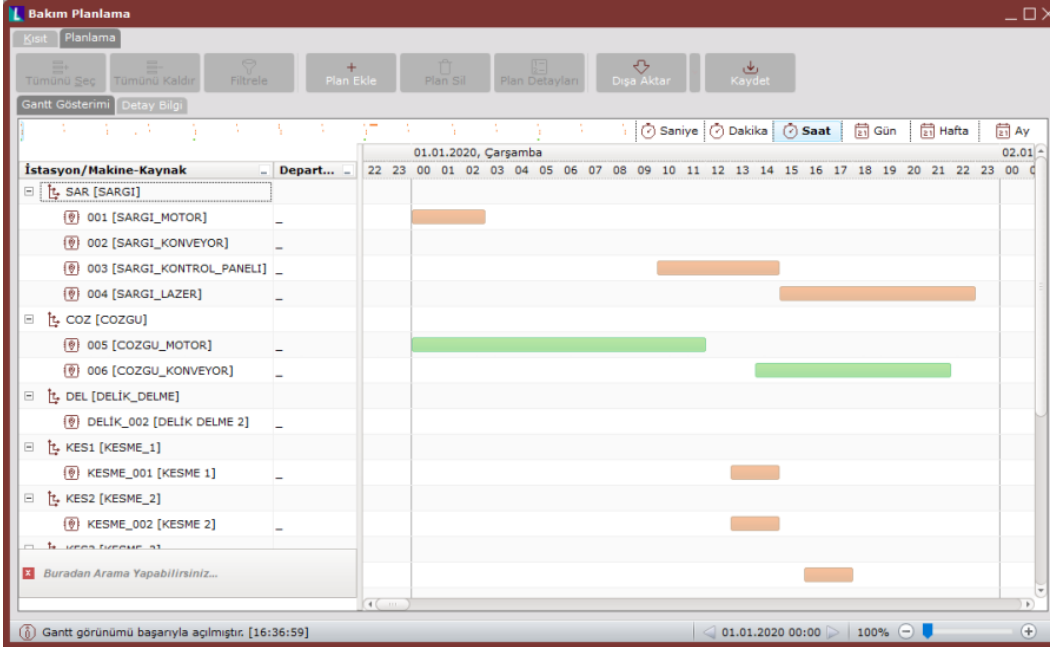 Bakım Planlama
Kısıt Planlama
Tümünü Seç Tümünü Kaldır Filtrele Plan Ekle Plan Sil Plan Detayları Dışa Aktar Kaydet
Gantt Gösterimi Detay Bilgi
Saniye Dakika Saat Gün Hafta Ay
01.01.2020, Çarşamba 02.01
İstasyon/Makine-Kaynak Depart...
22 23 00 01 02 03 04 05 06 07 08 09 10 11 12 13 14 15 16 17 18 19 20 21 22 23 00
SAR [SARGI]
001 [SARGI_MOTOR] _
002 [SARGI_KONVEYOR] _
003 [SARGI_KONTROL_PANELI] _
004 [SARGI_LAZER] _
COZ [COZGU]
005 [COZGU_MOTOR] _
006 [COZGU_KONVEYOR] _
DEL [DELİK_DELME]
DELİK_002 [DELİK DELME 2] _
KES1 [KESME_1]
KESME_001 [KESME 1] _
KES2 [KESME_2]
KESME_002 [KESME 2] _
Buradan Arama Yapabilirsiniz...
Gantt görünümü başarıyla açılmıştır. [16:36:59]
01.01.2020 00:00 100%